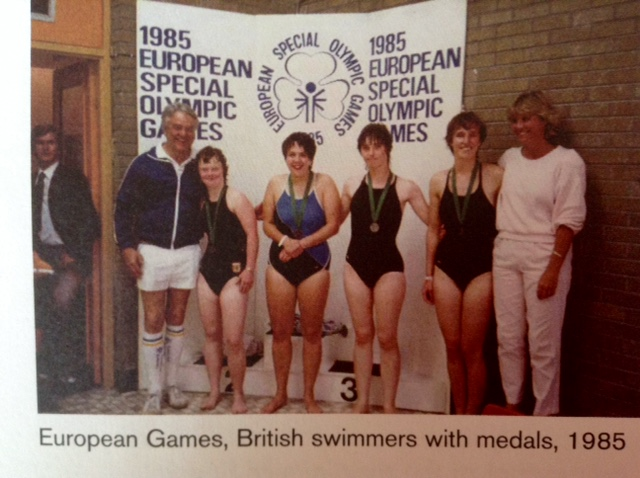 1985
EUROPEAN
SPECIAL
OLYMPIC
GAMES
EUROPEAN SPECIAL OLYMPIC GAMES
85
1985
EUROPEAN
SPECIAL
OLYMPIC
GAMES
3
European Games, British swimmers with medals, 1985